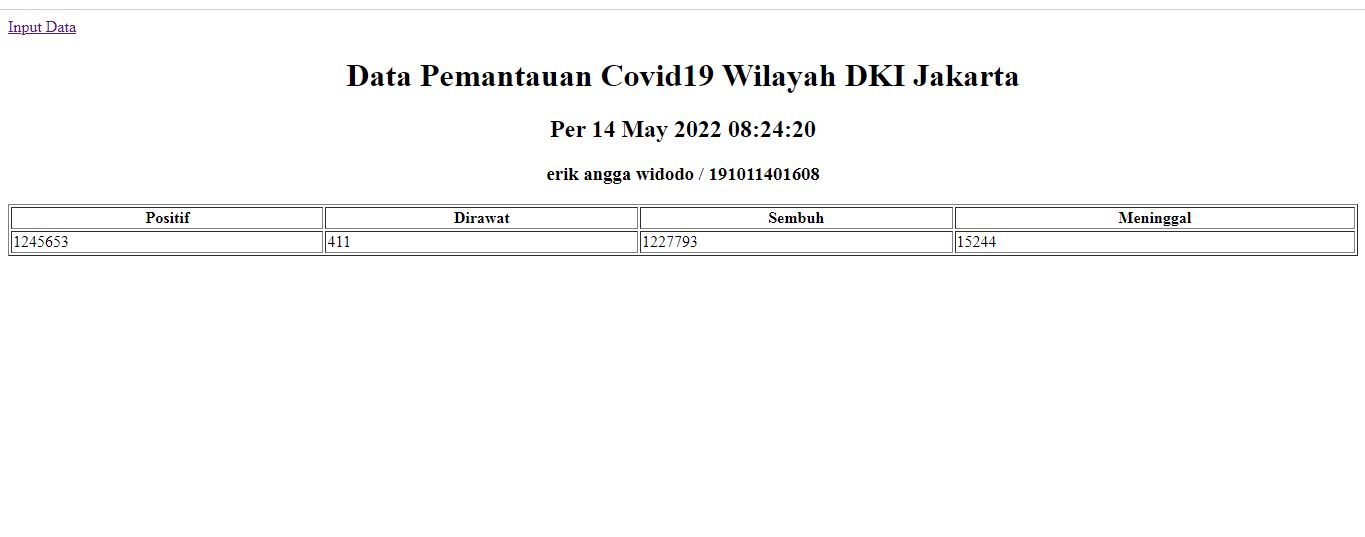 Input Data
Data Pemantauan Covid19 Wilayah DKI Jakarta
Per 14 May 2022 08:24:20
erik angga widodo / 191011401608
Positif Dirawat Sembuh Meninggal
1245653 411 1227793 15244